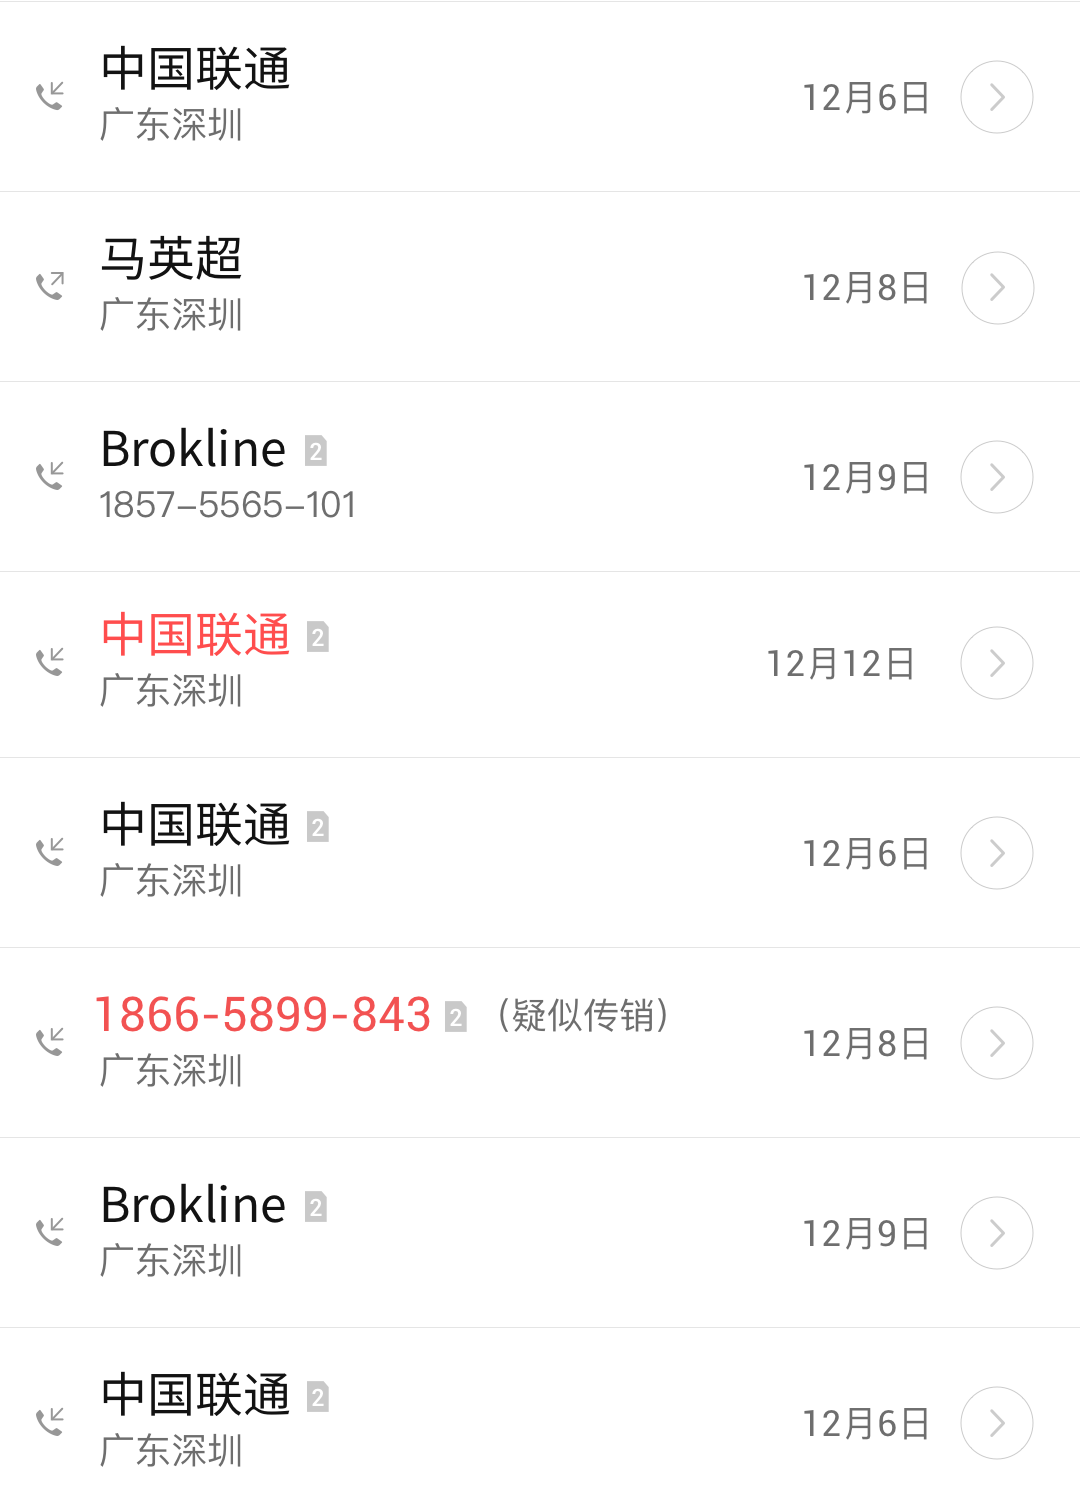 中国联通
广东深圳
12月6日
马英超
广东深圳
12月8日
Brokline 2
1857-5565-101
12月9日
中国联通 2
广东深圳
12月12日
中国联通 2
广东深圳
12月6日
1866-5899-843 2 (疑似传销)
广东深圳
12月8日
Brokline 2
广东深圳
12月9日
中国联通 2
广东深圳
12月6日